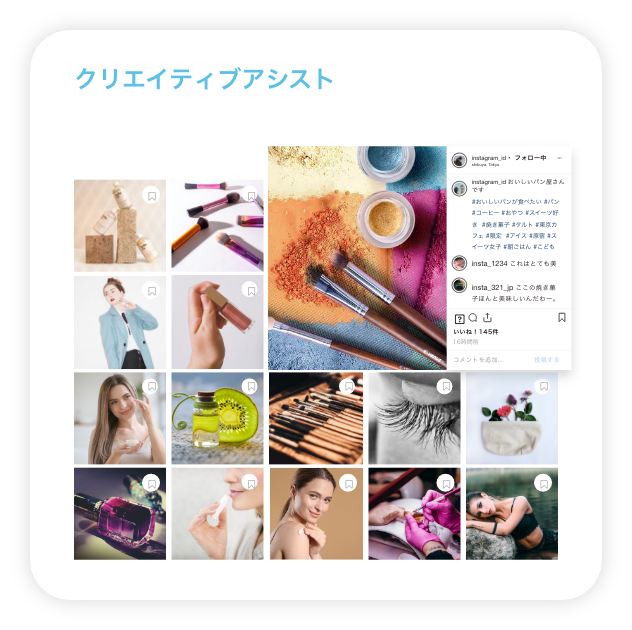 クリエイティブアシスト
instagram_id • フォロー中
shibuya, Tokyo
instagram_id おいしいパン屋さん
です
#おいしいパンが食べたい #パン
#コーヒー #おやつ #スイーツ好
き #焼き菓子 #タルト #東京カ
フェ #限定 #アイス #原宿 #ス
イーツ女子 #朝ごはん #こども
insta_1234 これはとても美
insta_321_jp ここの焼き菓
子ほんと美味しいんだわー。
いいね！145件
16時間前
コメントを追加...
投稿する